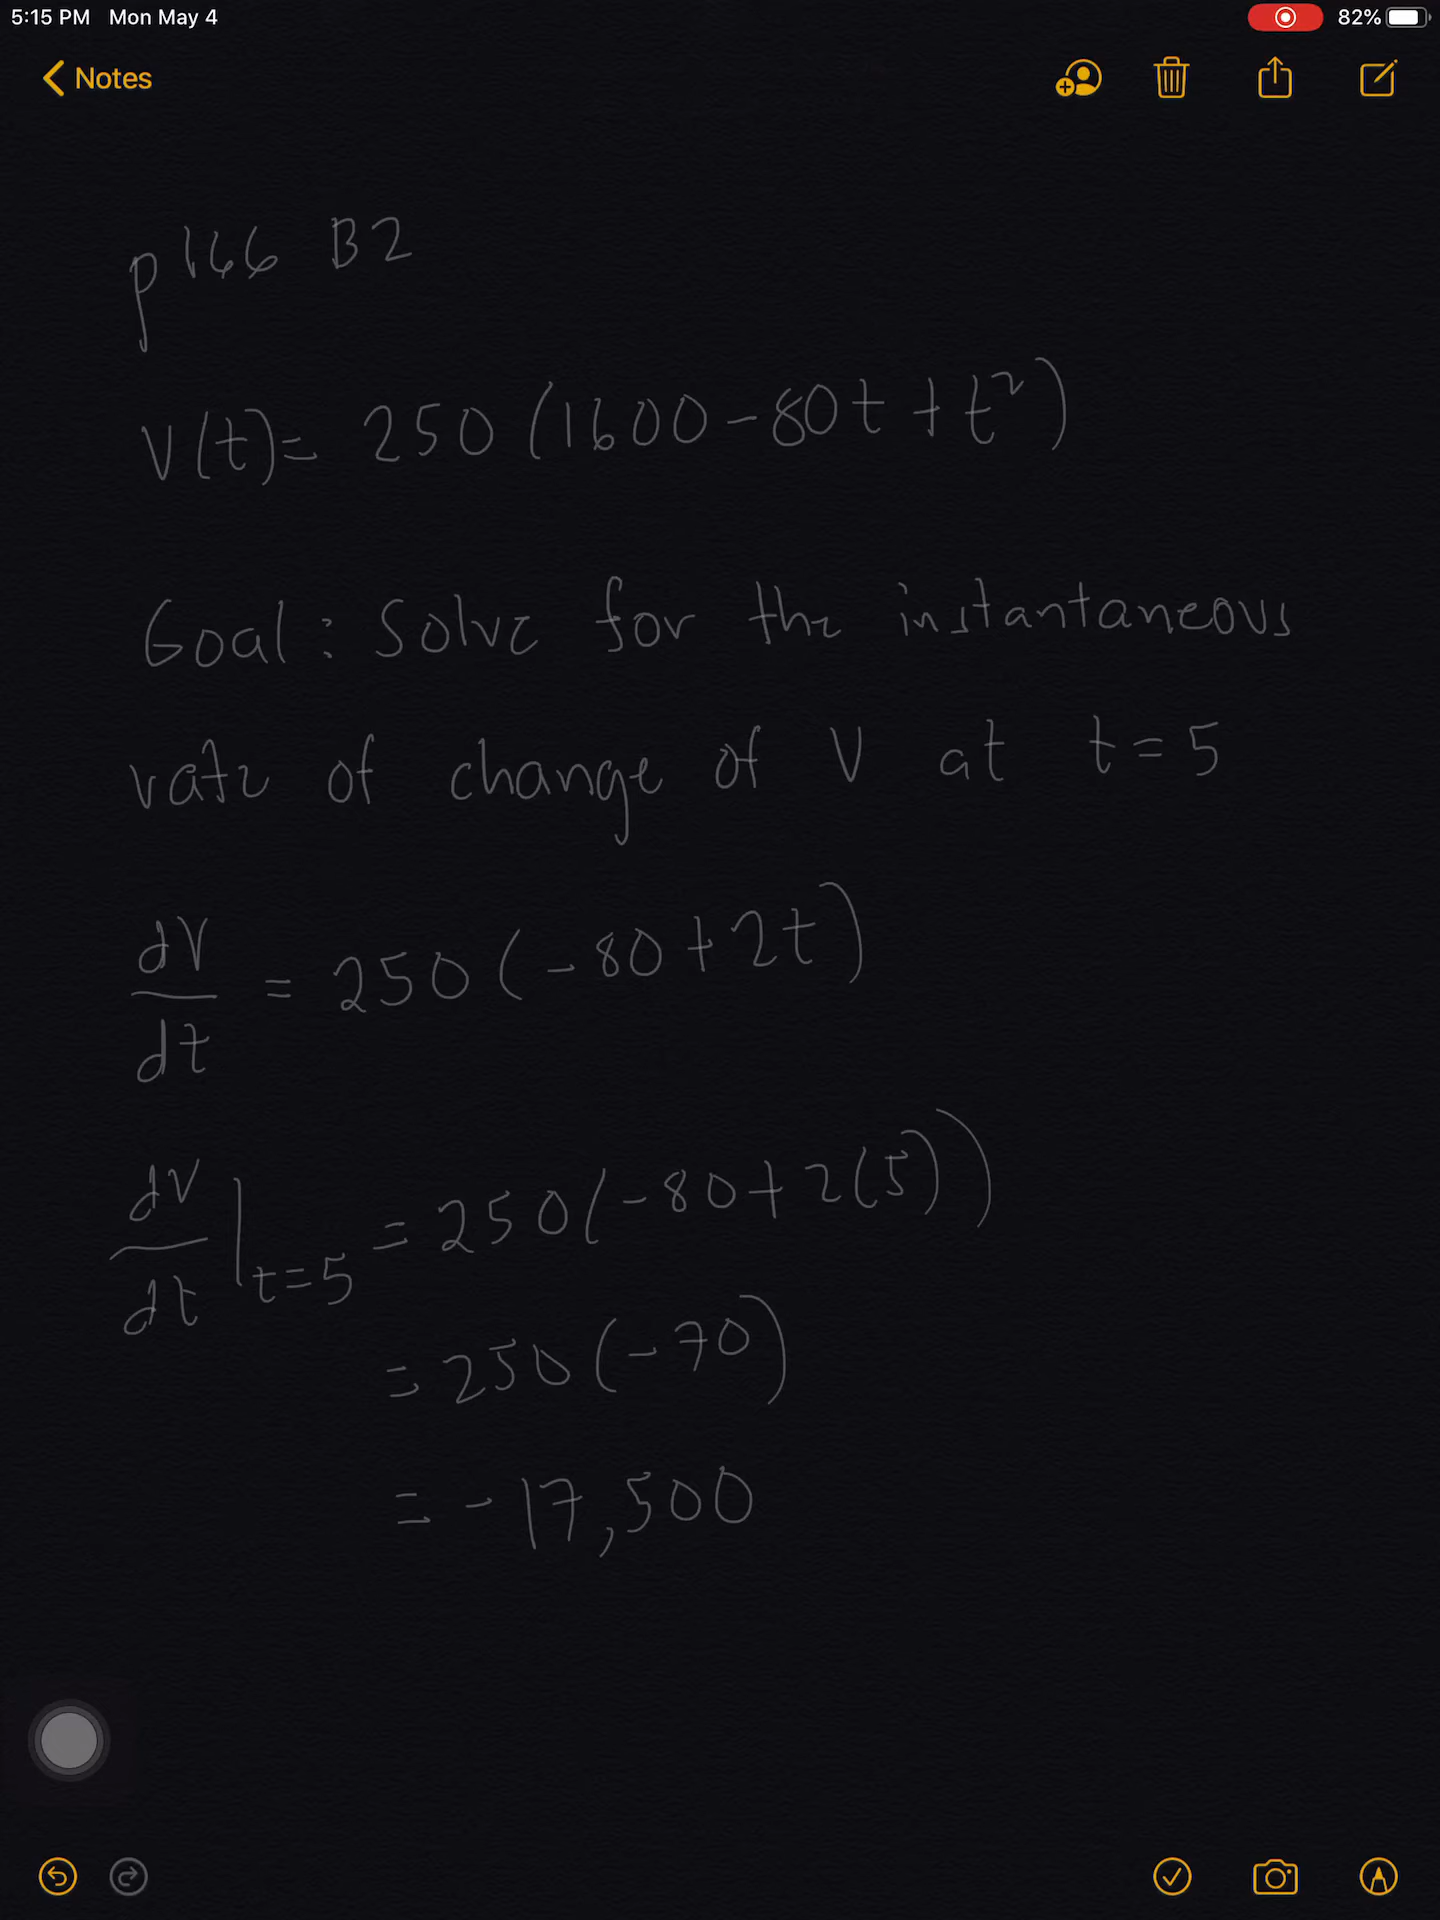 5:15 PM Mon May 4
82%
Notes
p166 B2
V(t)= 250 (1600-80t+t²)
Goal: Solve for the instantaneous
rate of change of V at t=5
dV/dt = 250(-80+2t)
dV/dt|t=5 = 250(-80+2(5))
= 250(-70)
= -17,500